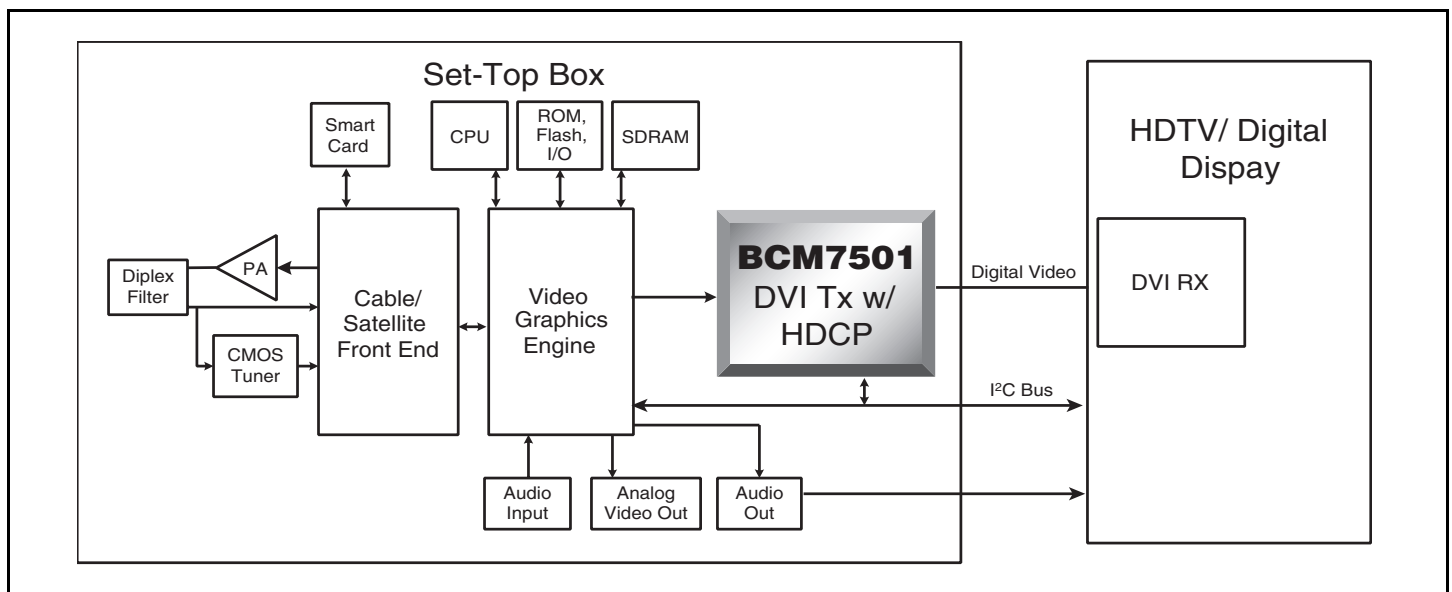 Set-Top Box
Smart
Card
CPU
ROM,
Flash,
I/O
SDRAM
HDTV/ Digital
Dispay
PA
Diplex
Filter
CMOS
Tuner
Cable/
Satellite
Front End
Video
Graphics
Engine
BCM7501
DVI Tx w/
HDCP
Digital Video
DVI RX
I²C Bus
Audio
Input
Analog
Video Out
Audio
Out